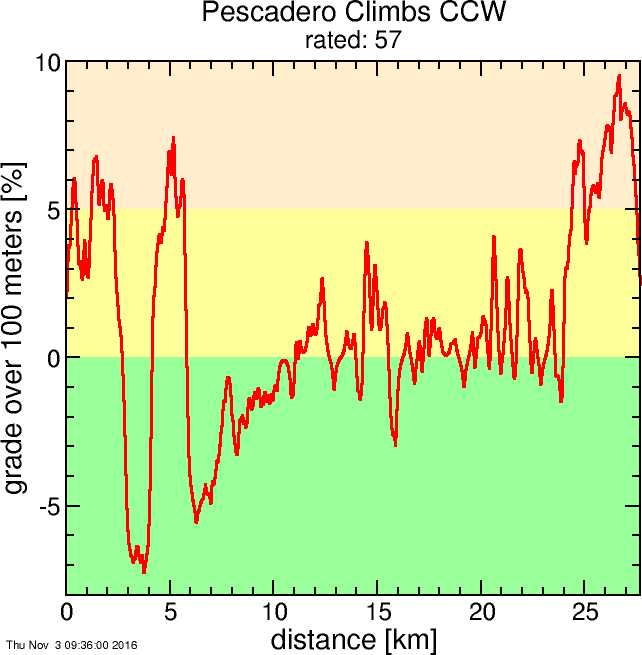 Pescadero Climbs CCW
rated: 57
10
5
0
-5
grade over 100 meters [%]
0 5 10 15 20 25
distance [km]
Thu Nov 3 09:36:00 2016